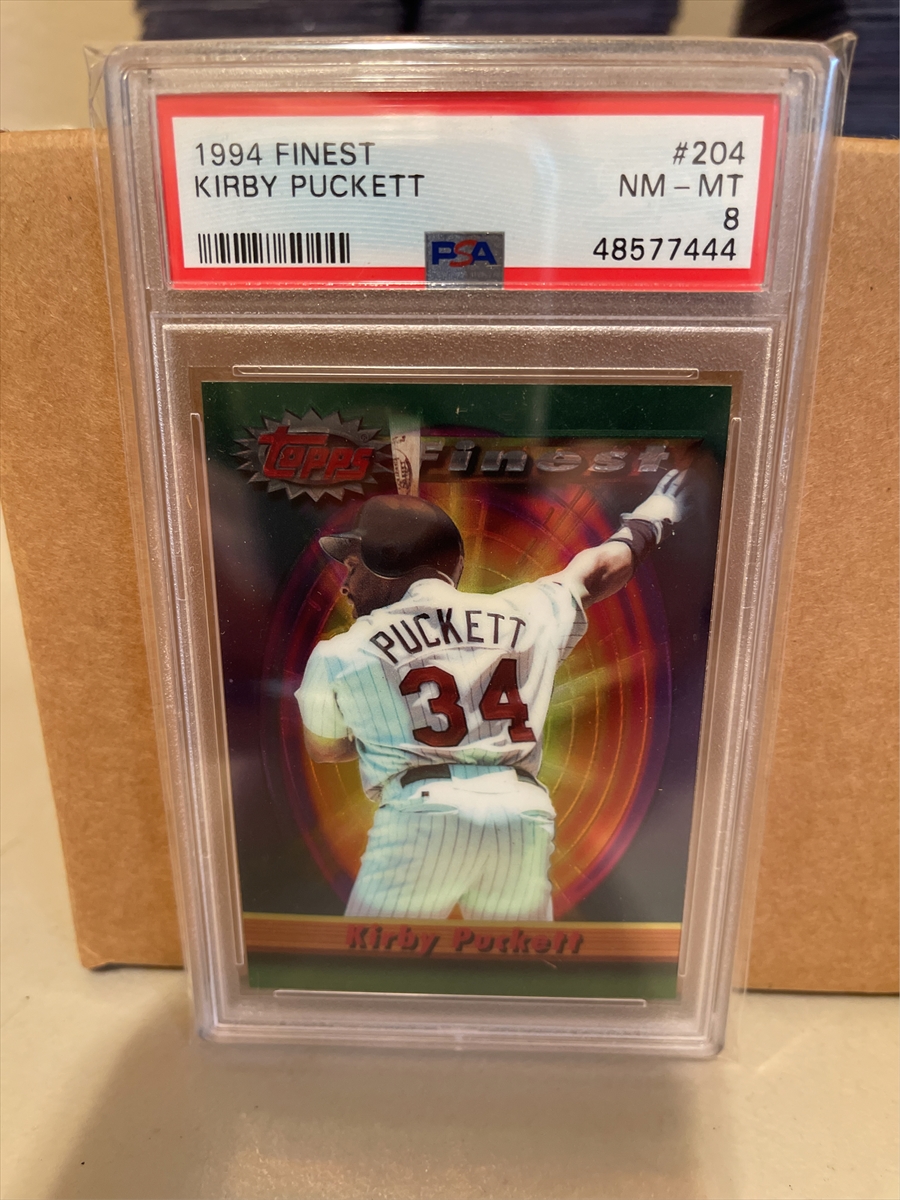 1994 FINEST #204
KIRBY PUCKETT NM - MT
8
PSA 48577444
Topps Finest
PUCKETT
34
Kirby Puckett